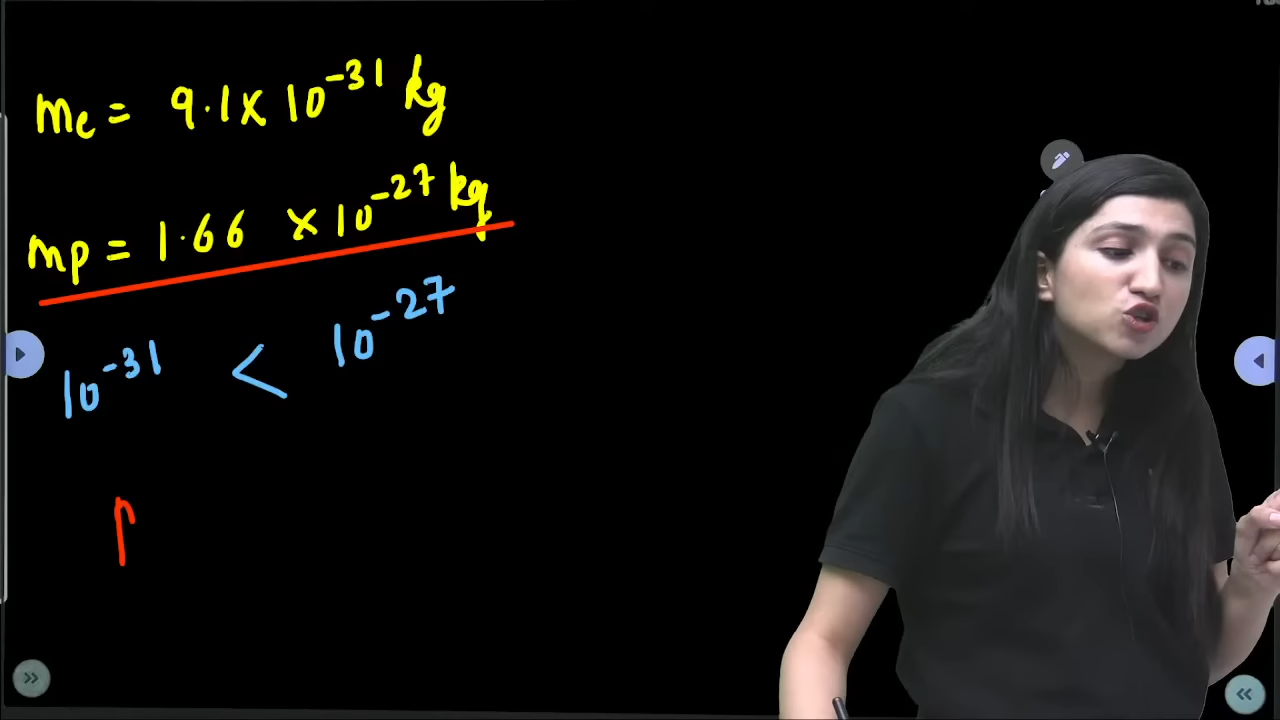 me = 9.1 × 10⁻³¹ kg
mp = 1.66 × 10⁻²⁷ kg
10⁻³¹ < 10⁻²⁷